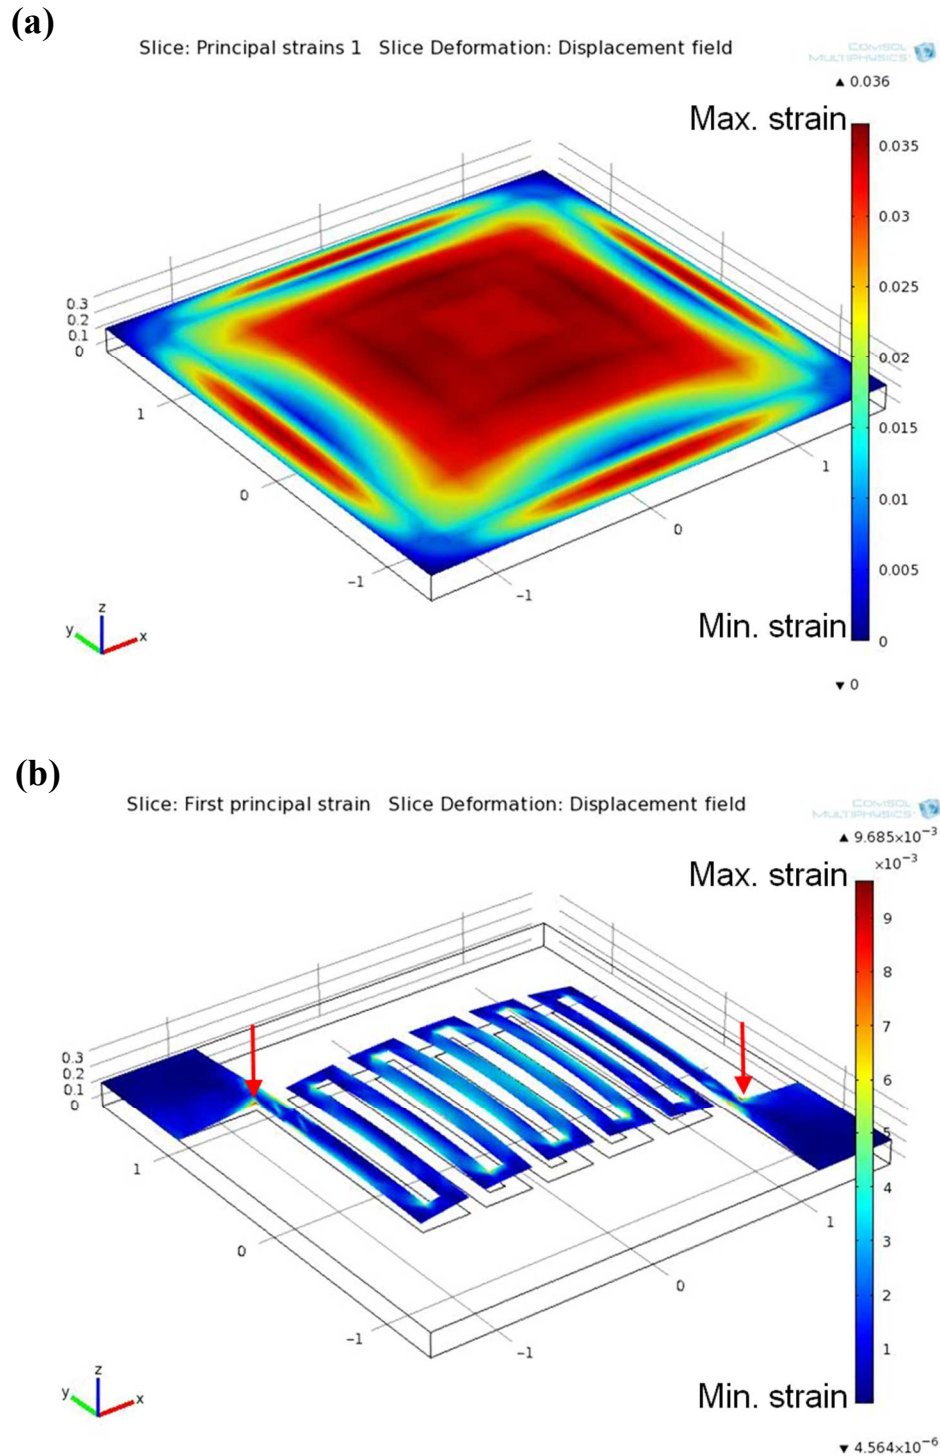 (a)
Slice: Principal strains 1 Slice Deformation: Displacement field
COMSOL
MULTIPHYSICS
▲ 0.036
Max. strain
0.035
0.03
0.025
0.02
0.015
0.01
0.005
0
Min. strain
▼ 0
0.3
0.2
0.1
0
1
0
-1
-1
0
1
z
y
x
(b)
Slice: First principal strain Slice Deformation: Displacement field
COMSOL
MULTIPHYSICS
▲ 9.685×10⁻³
×10⁻³
Max. strain
9
8
7
6
5
4
3
2
1
Min. strain
▼ 4.564×10⁻⁶
0.3
0.2
0.1
0
1
0
-1
-1
0
1
z
y
x